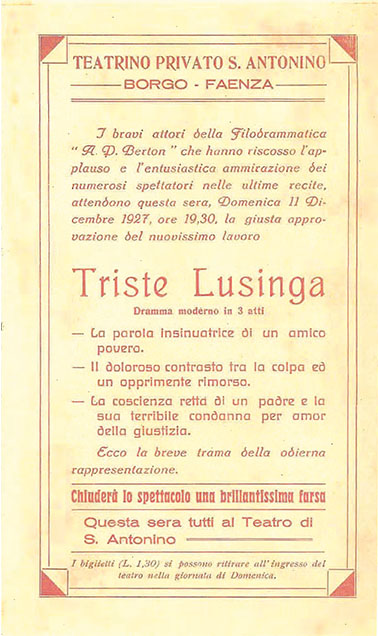 TEATRINO PRIVATO S. ANTONINO
BORGO - FAENZA
I bravi attori della Filodrammatica
" A. D. Berton " che hanno riscosso l'ap-
plauso e l'entusiastica ammirazione dei
numerosi spettatori nelle ultime recite,
attendono questa sera, Domenica 11 Di-
cembre 1927, ore 19,30, la giusta appro-
vazione del nuovissimo lavoro
Triste Lusinga
Dramma moderno in 3 atti
— La parola insinuatrice di un amico
povero.
— Il doloroso contrasto tra la colpa ed
un opprimente rimorso.
— La coscienza retta di un padre e la
sua terribile condanna per amor
della giustizia.
Ecco la breve trama della odierna
rappresentazione.
Chiuderà lo spettacolo una brillantissima farsa
Questa sera tutti al Teatro di
S. Antonino
I biglietti (L. 1,30) si possono ritirare all'ingresso del
teatro nella giornata di Domenica.